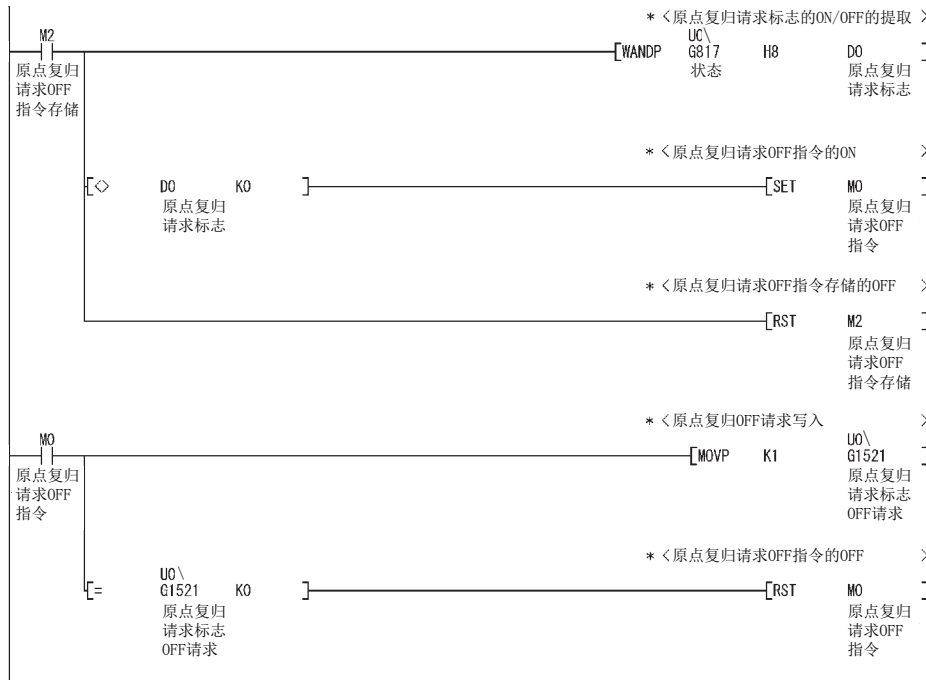 * <原点复归请求标志的ON/OFF的提取 >
M2
U0\
[WANDP G817 H8 D0 ]
原点复归
请求OFF
指令存储
状态
原点复归
请求标志
* <原点复归请求OFF指令的ON >
[<> D0 K0 ]
[SET M0 ]
原点复归
请求标志
原点复归
请求OFF
指令
* <原点复归请求OFF指令存储的OFF >
[RST M2 ]
原点复归
请求OFF
指令存储
* <原点复归OFF请求写入 >
M0
U0\
[MOVP K1 G1521 ]
原点复归
请求OFF
指令
原点复归
请求标志
OFF请求
* <原点复归请求OFF指令的OFF >
U0\
[= G1521 K0 ]
[RST M0 ]
原点复归
请求标志
OFF请求
原点复归
请求OFF
指令